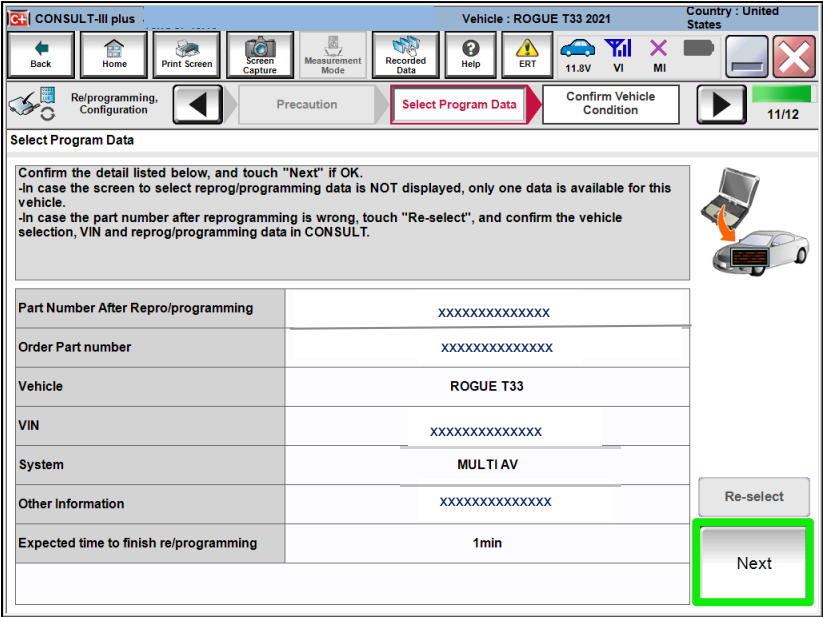 C+ CONSULT-III plus
Vehicle : ROGUE T33 2021
Country : United
States
Back
Home
Print Screen
Screen
Capture
Measurement
Mode
Recorded
Data
Help
ERT
11.8V
VI
MI
Re/programming,
Configuration
Precaution
Select Program Data
Confirm Vehicle
Condition
11/12
Select Program Data
Confirm the detail listed below, and touch "Next" if OK.
-In case the screen to select reprog/programming data is NOT displayed, only one data is available for this
vehicle.
-In case the part number after reprogramming is wrong, touch "Re-select", and confirm the vehicle
selection, VIN and reprog/programming data in CONSULT.
Part Number After Repro/programming
XXXXXXXXXXXXXX
Order Part number
XXXXXXXXXXXXXX
Vehicle
ROGUE T33
VIN
XXXXXXXXXXXXXX
System
MULTI AV
Other Information
XXXXXXXXXXXXXX
Expected time to finish re/programming
1min
Re-select
Next